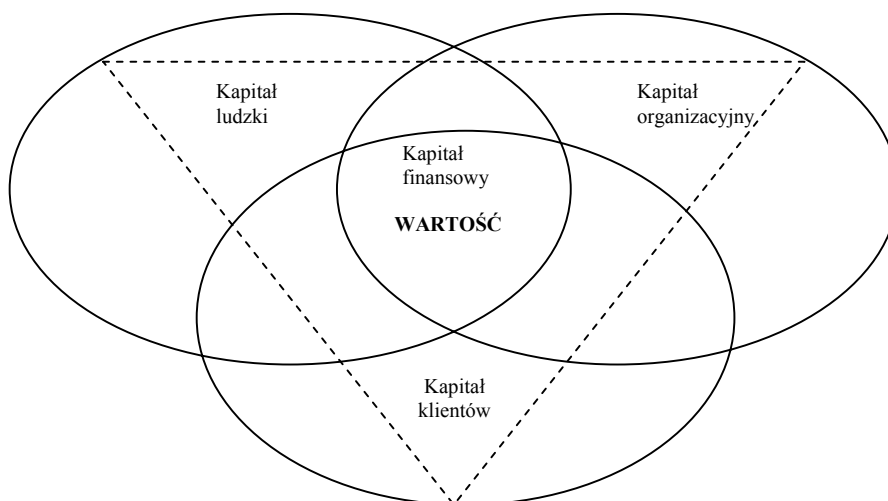 Kapitał
ludzki
Kapitał
organizacyjny
Kapitał
finansowy
WARTOŚĆ
Kapitał
klientów